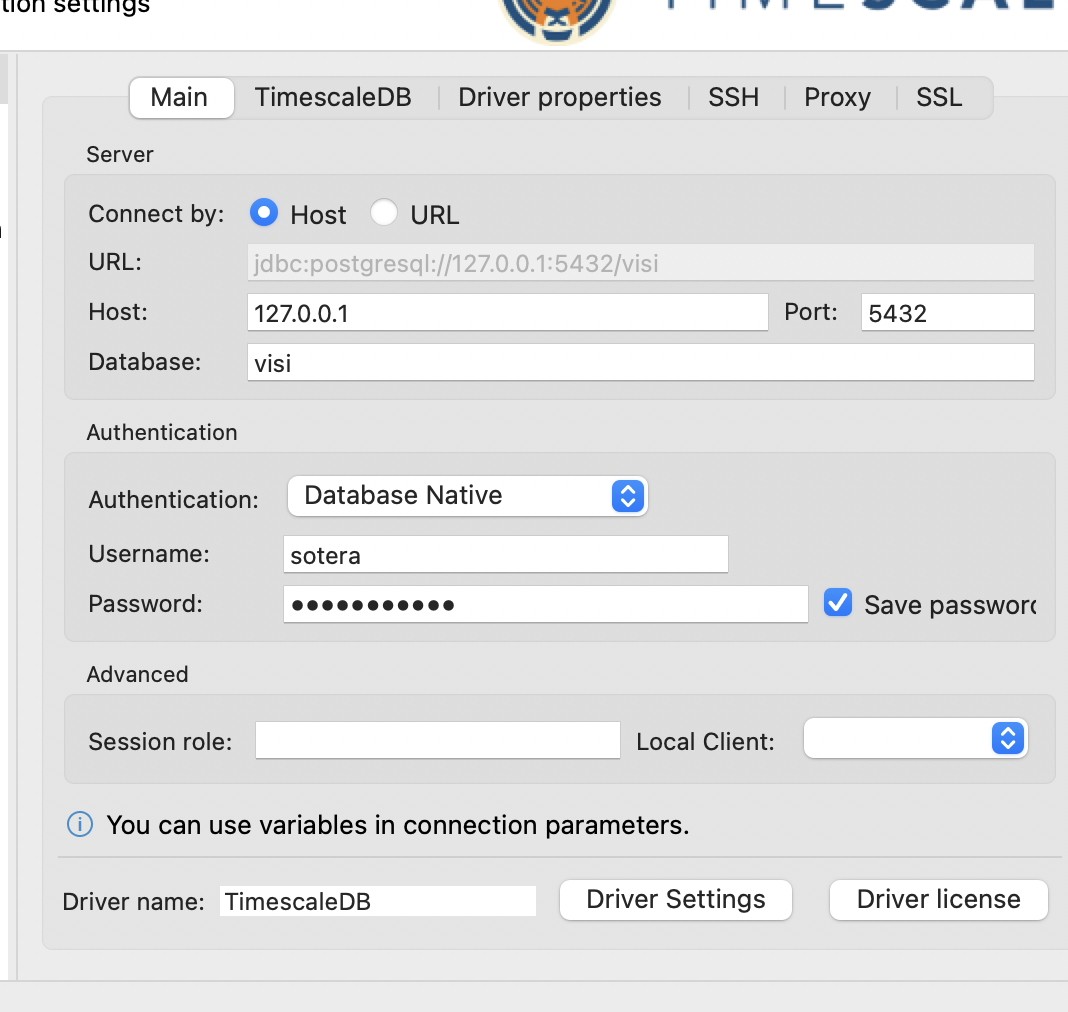 tion settings
Main TimescaleDB Driver properties SSH Proxy SSL
Server
Connect by: Host URL
URL: jdbc:postgresql://127.0.0.1:5432/visi
Host: 127.0.0.1 Port: 5432
Database: visi
Authentication
Authentication: Database Native
Username: sotera
Password: •••••••••••
Save password
Advanced
Session role: Local Client:
You can use variables in connection parameters.
Driver name: TimescaleDB Driver Settings Driver license